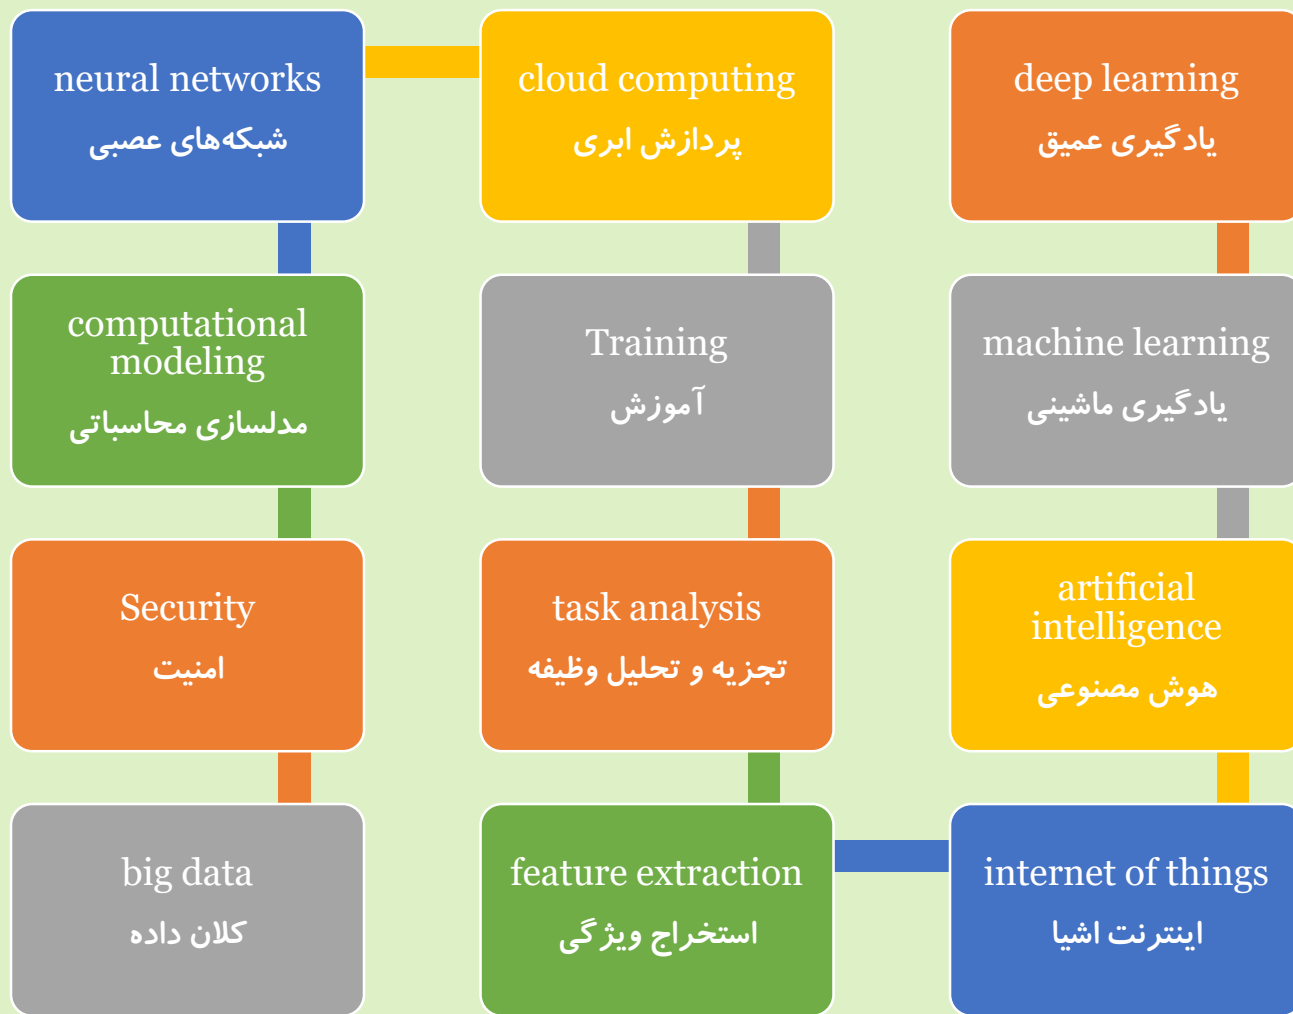 neural networks
شبکه‌های عصبی
cloud computing
پردازش ابری
deep learning
یادگیری عمیق
computational
modeling
مدلسازی محاسباتی
Training
آموزش
machine learning
یادگیری ماشینی
Security
امنیت
task analysis
تجزیه و تحلیل وظیفه
artificial
intelligence
هوش مصنوعی
big data
کلان داده
feature extraction
استخراج ویژگی
internet of things
اینترنت اشیا